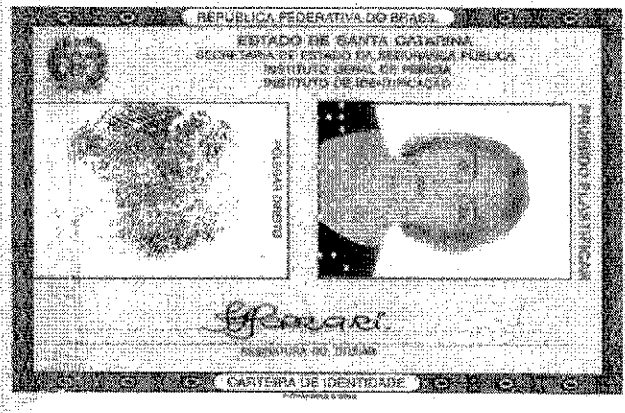 REPÚBLICA FEDERATIVA DO BRASIL
ESTADO DE SANTA CATARINA
SECRETARIA DE ESTADO DA SEGURANÇA PÚBLICA
INSTITUTO GERAL DE PERÍCIA
INSTITUTO DE IDENTIFICAÇÃO
POLEGAR DIREITO
PROIBIDO PLASTIFICAR
ASSINATURA DO TITULAR
CARTEIRA DE IDENTIDADE